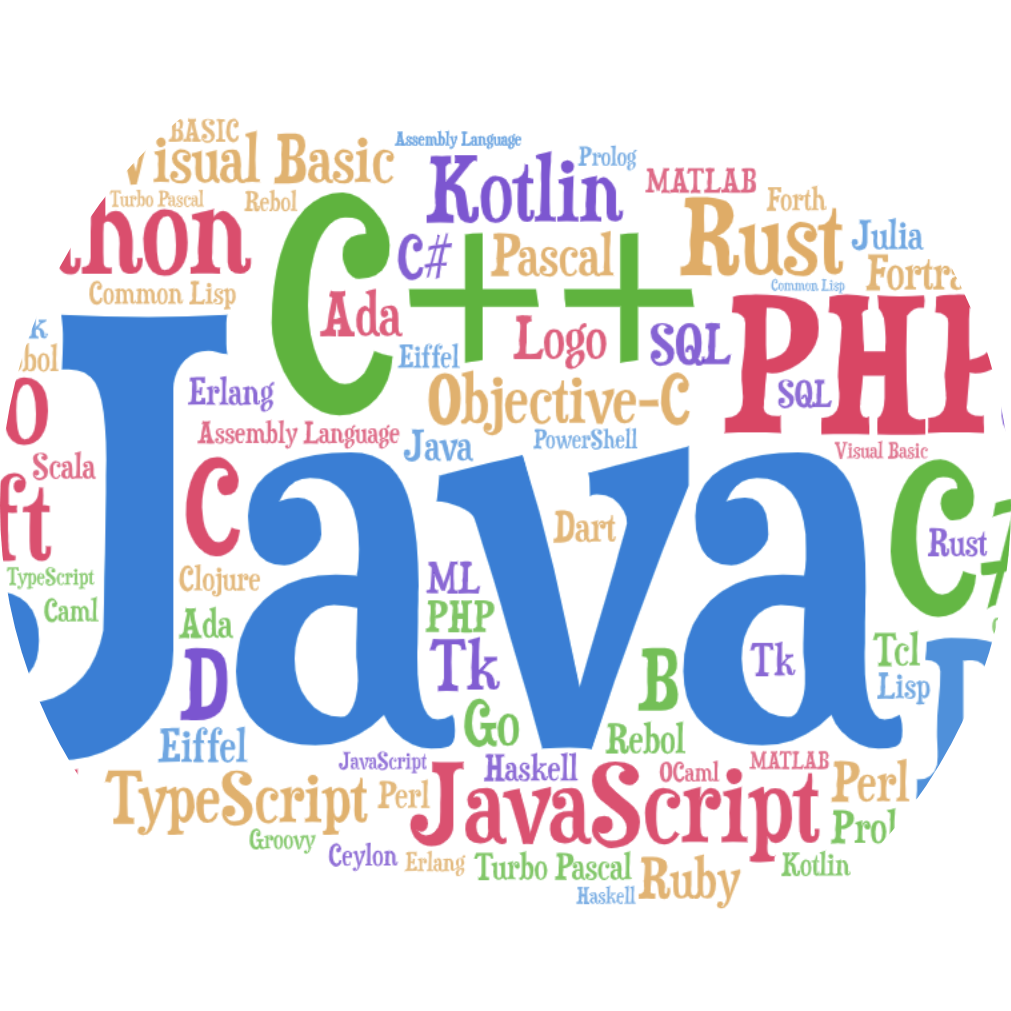 BASIC
Visual Basic
Assembly Language
Kotlin
Prolog
MATLAB
Turbo Pascal
Rebol
Forth
Rust
Julia
hon
C++
C#
Pascal
Fortra
Common Lisp
Common Lisp
Ada
Logo
SQL
PHP
k
bol
Eiffel
Erlang
Objective-C
SQL
o
Assembly Language
Java
PowerShell
Visual Basic
Scala
Java
C
C#
ft
Dart
Rust
TypeScript
Clojure
ML
Caml
Ada
PHP
Tk
B
Tk
Tcl
D
Lisp
Go
Eiffel
Rebol
JavaScript
Haskell
OCaml
MATLAB
TypeScript
Perl
JavaScript
Perl
Groovy
Pro
Ceylon
Erlang
Turbo Pascal
Ruby
Kotlin
Haskell